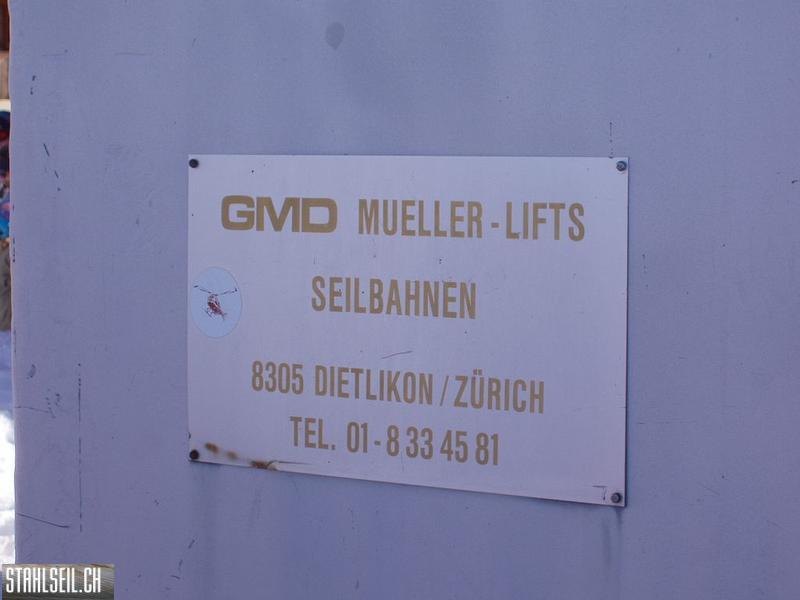 GMD MUELLER - LIFTS
SEILBAHNEN
8305 DIETLIKON / ZÜRICH
TEL. 01 - 8 33 45 81
STAHLSEIL.CH